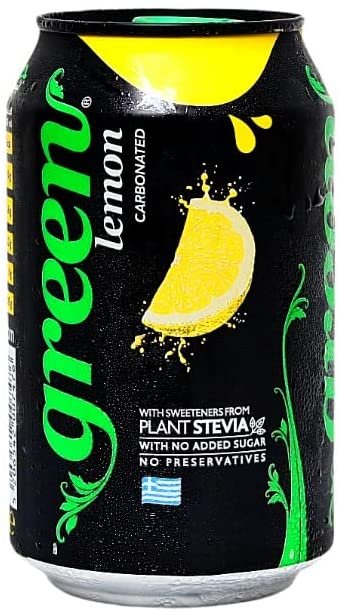 green®
lemon
CARBONATED
WITH SWEETENERS FROM
PLANT STEVIA
WITH NO ADDED SUGAR
NO PRESERVATIVES